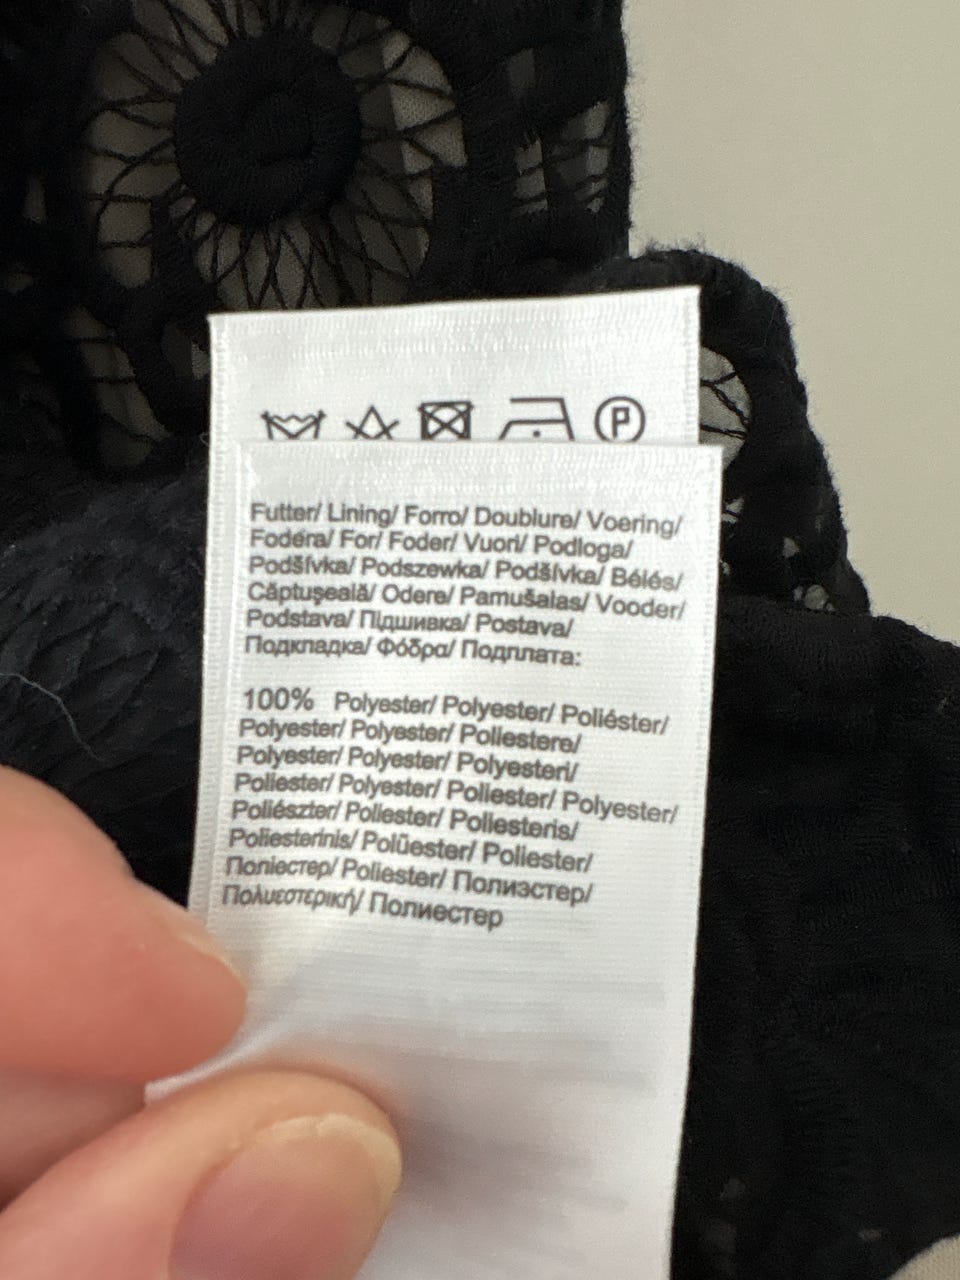 P
Futter/ Lining/ Forro/ Doublure/ Voering/
Fodera/ For/ Foder/ Vuori/ Podloga/
Podšívka/ Podszewka/ Podšívka/ Bélés/
Căptuşeală/ Odere/ Pamušalas/ Vooder/
Podstava/ Підшивка/ Postava/
Подкладка/ Φόδρα/ Подплата:
100% Polyester/ Polyester/ Poliéster/
Polyester/ Polyester/ Poliestere/
Polyester/ Polyester/ Polyesteri/
Poliester/ Polyester/ Poliester/ Polyester/
Poliészter/ Poliester/ Poliesteris/
Poliesterinis/ Polüester/ Poliester/
Поліестер/ Poliester/ Полиэстер/
Πολυεστερική/ Полиестер